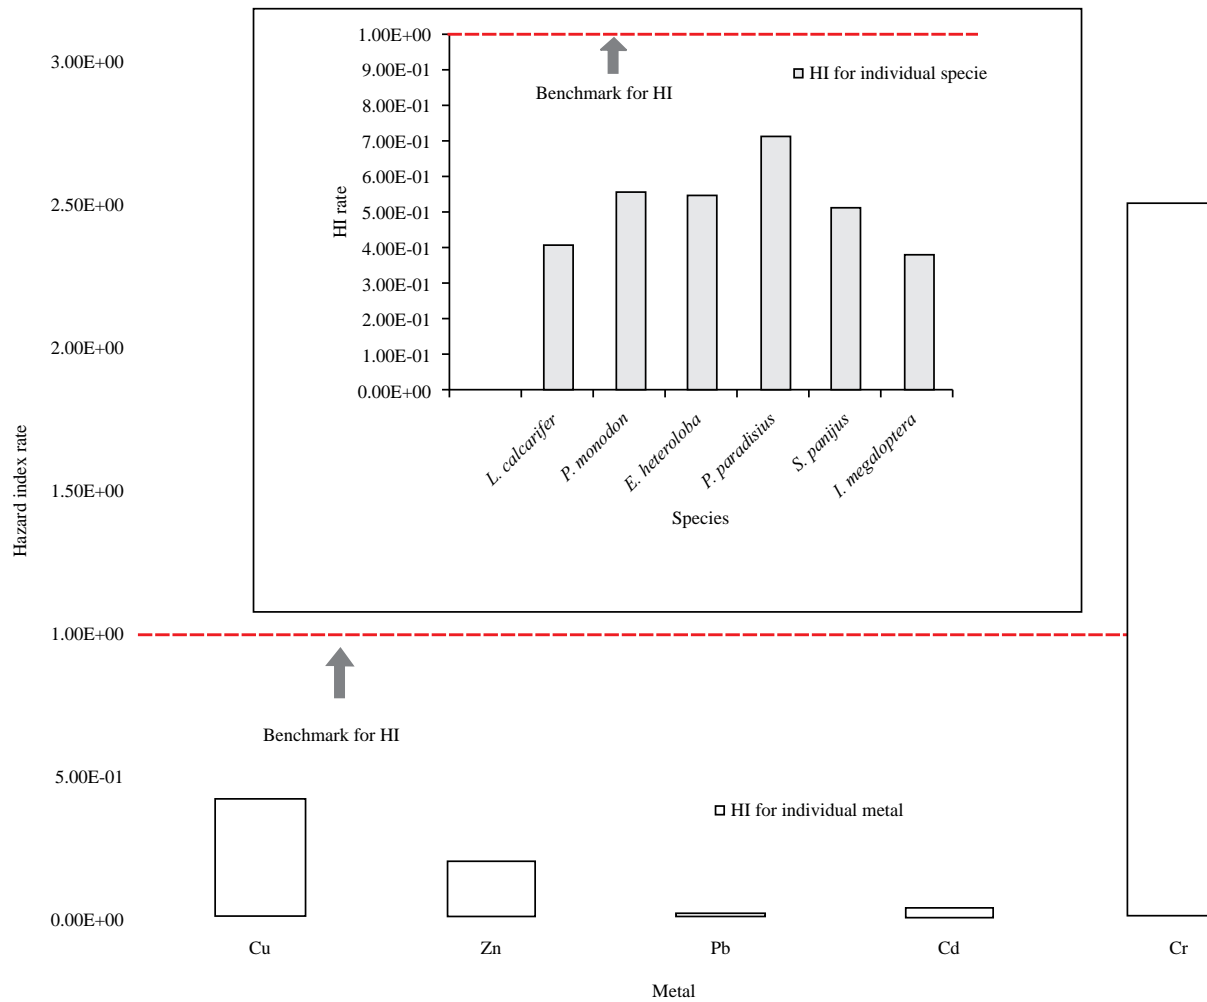 3.00E+00
2.50E+00
2.00E+00
1.50E+00
1.00E+00
5.00E-01
0.00E+00
Hazard index rate
1.00E+00
9.00E-01
8.00E-01
7.00E-01
6.00E-01
5.00E-01
4.00E-01
3.00E-01
2.00E-01
1.00E-01
0.00E+00
HI rate
Benchmark for HI
HI for individual specie
L. calcarifer
P. monodon
E. heteroloba
P. paradisius
S. panijus
I. megaloptera
Species
Benchmark for HI
HI for individual metal
Cu
Zn
Pb
Cd
Cr
Metal